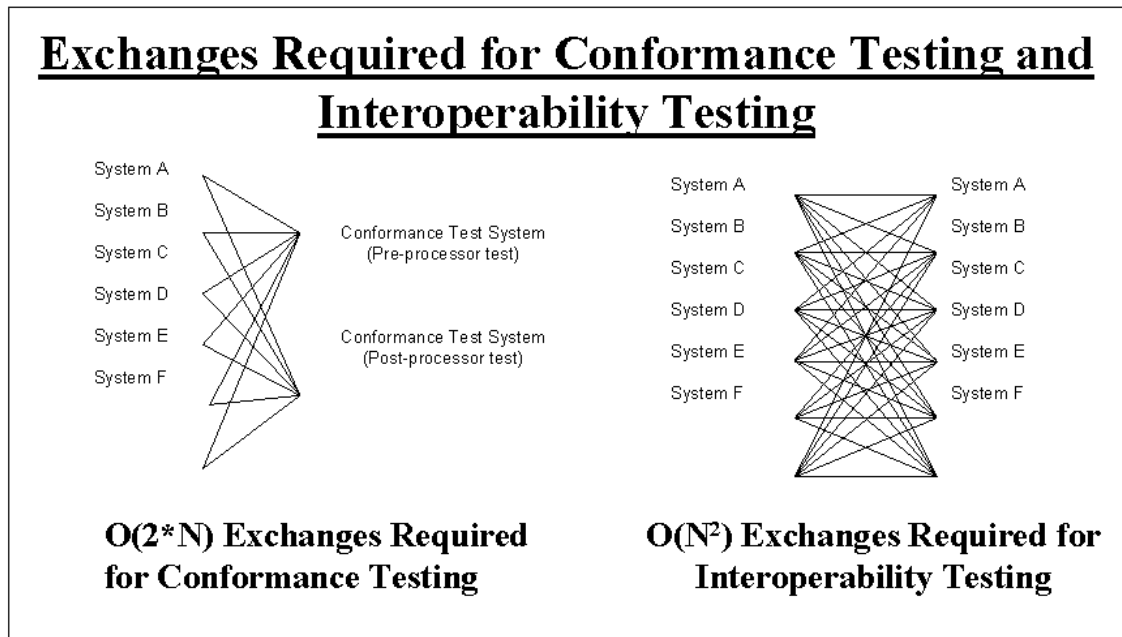 Exchanges Required for Conformance Testing and
Interoperability Testing
System A
System B
System C
System D
System E
System F
Conformance Test System
(Pre-processor test)
Conformance Test System
(Post-processor test)
System A
System B
System C
System D
System E
System F
System A
System B
System C
System D
System E
System F
O(2*N) Exchanges Required
for Conformance Testing
O(N²) Exchanges Required for
Interoperability Testing